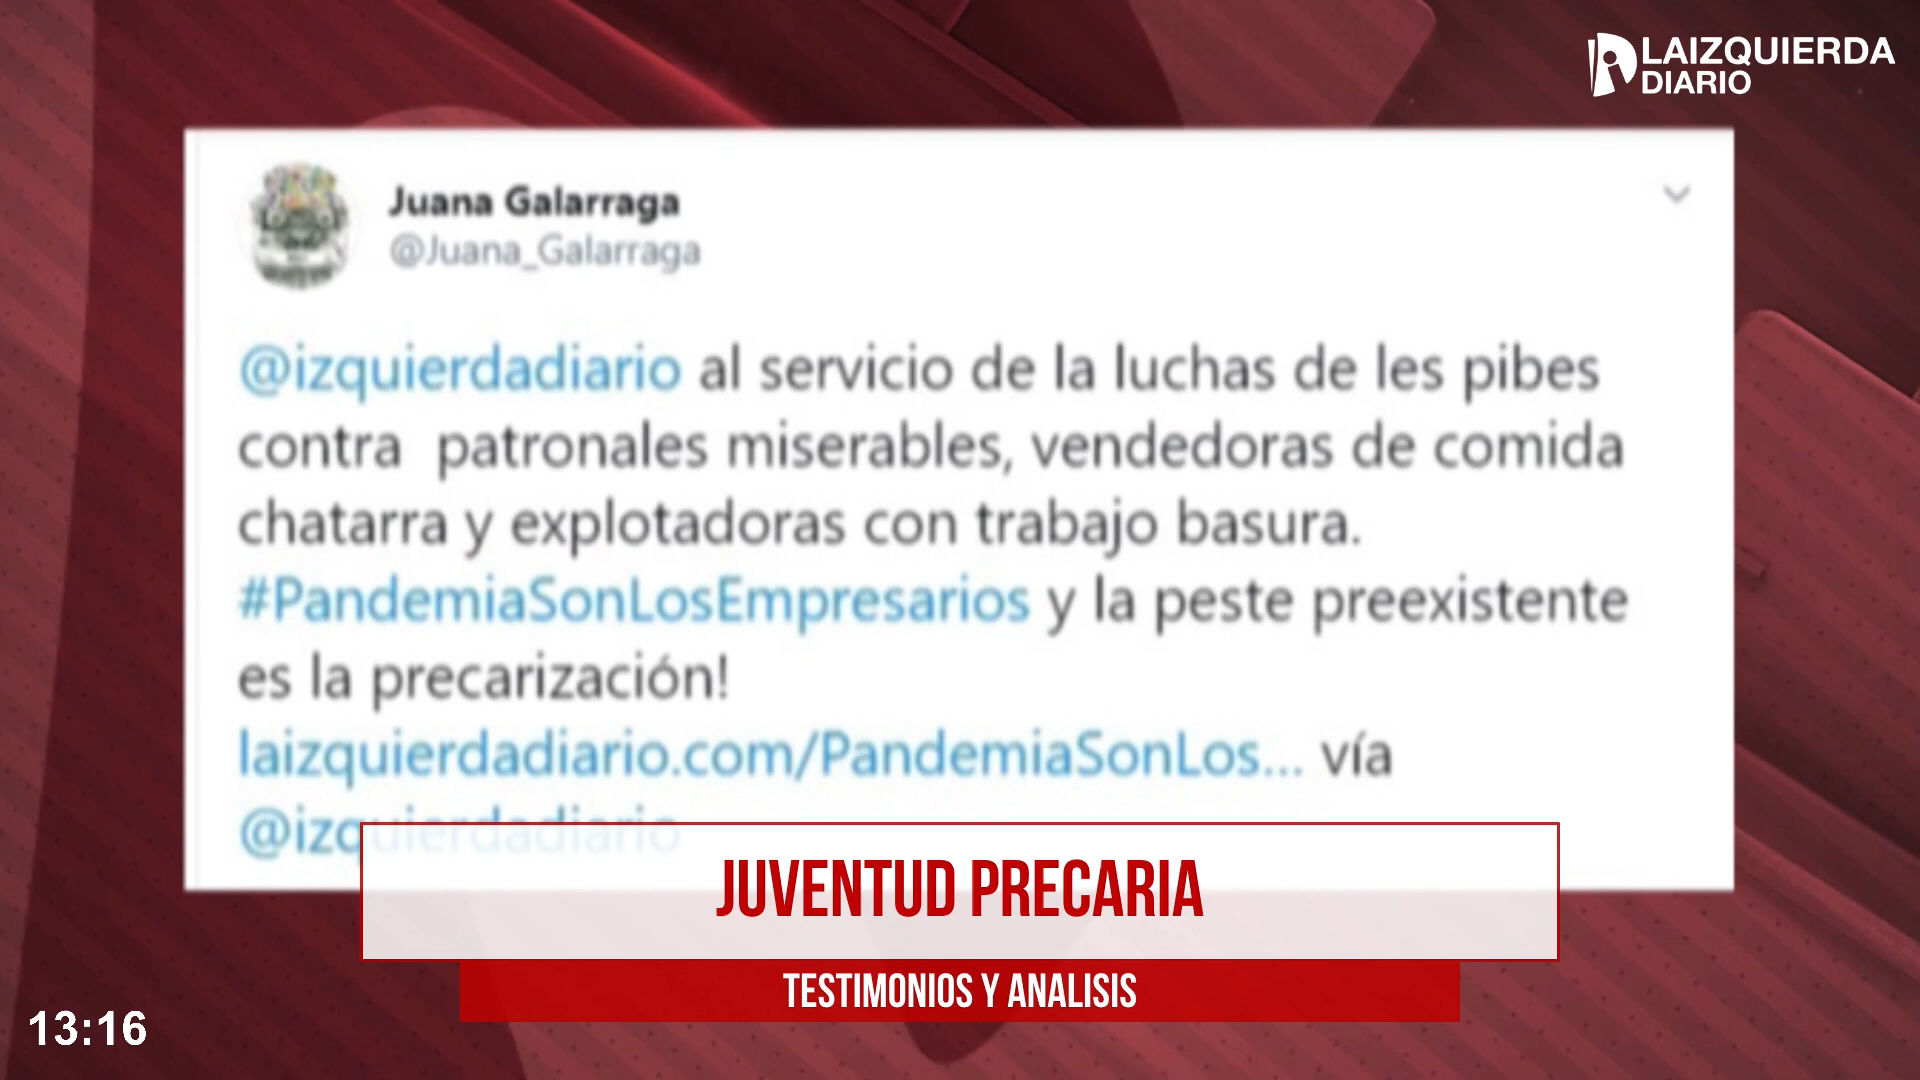 LAIZQUIERDA
DIARIO
Juana Galarraga
@Juana_Galarraga
@izquierdadiario al servicio de la luchas de les pibes
contra patronales miserables, vendedoras de comida
chatarra y explotadoras con trabajo basura.
#PandemiaSonLosEmpresarios y la peste preexistente
es la precarización!
laizquierdadiario.com/PandemiaSonLos... vía
@izquierdadiario
JUVENTUD PRECARIA
TESTIMONIOS Y ANALISIS
13:16